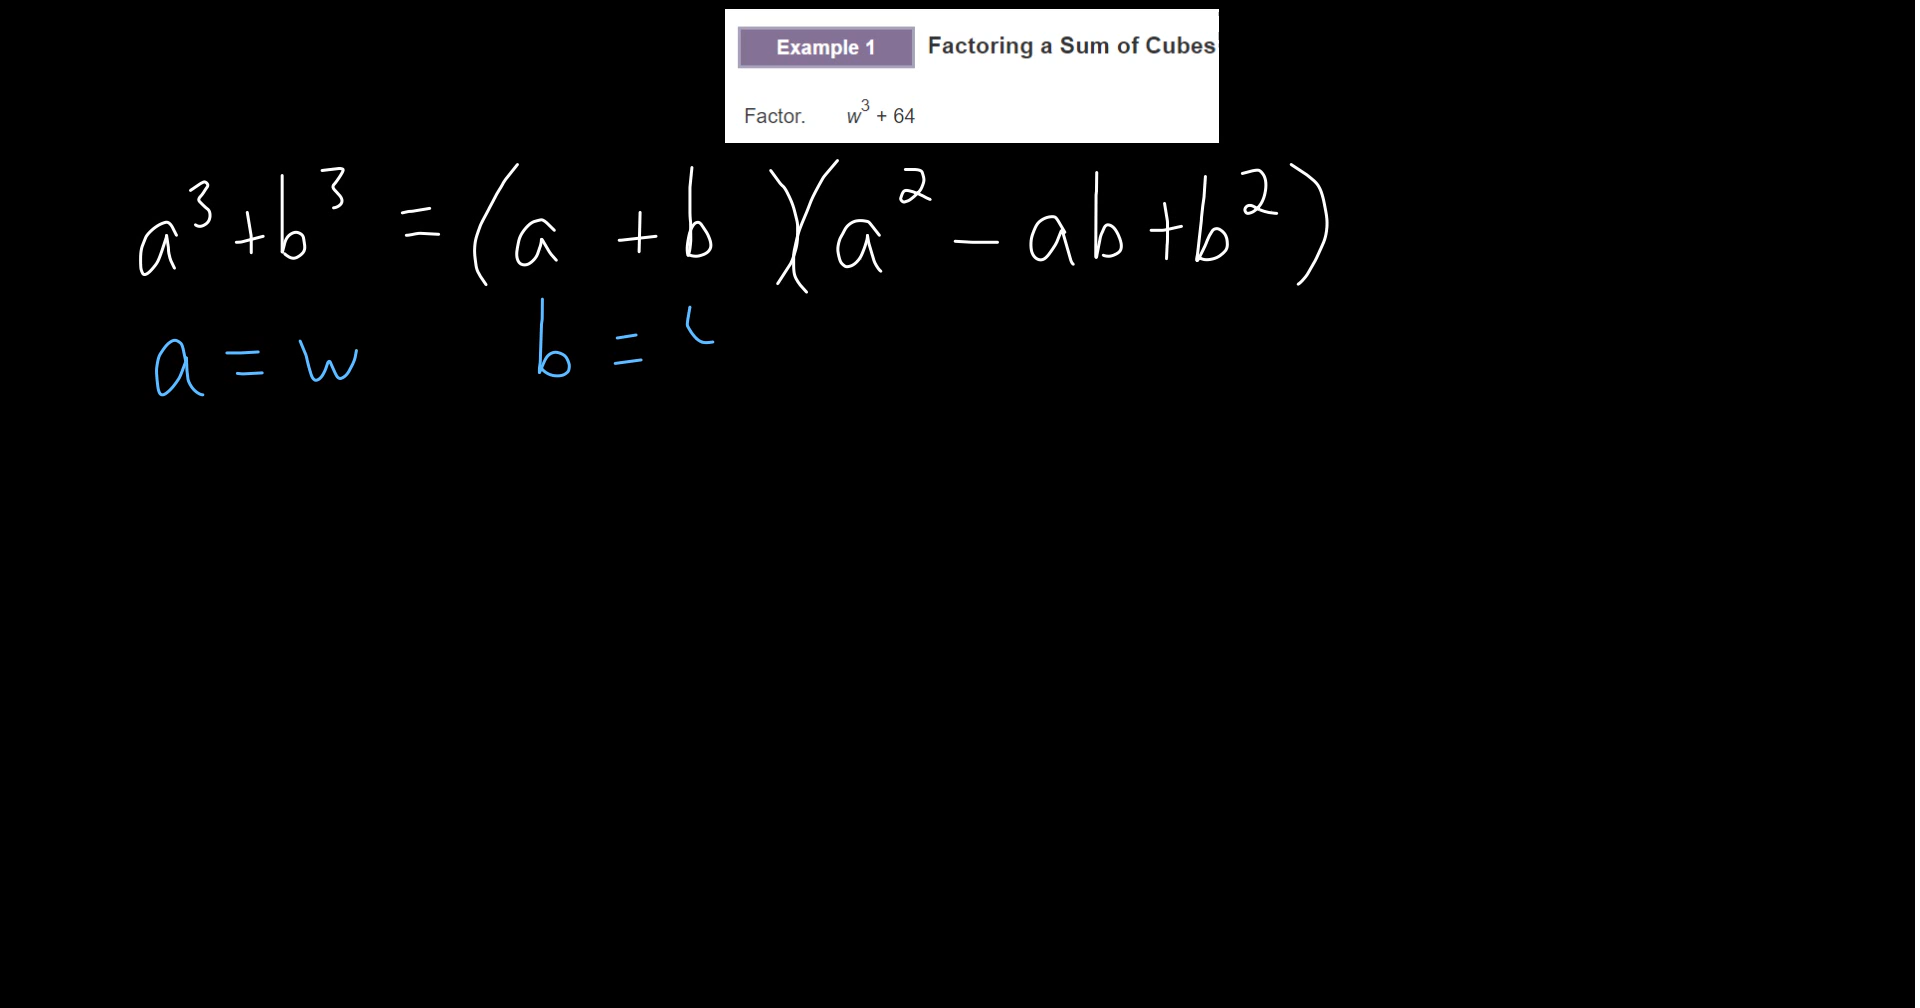 Example 1 Factoring a Sum of Cubes
Factor. w³ + 64
a³+b³ = (a + b)(a² - ab+b²)
a = w b =